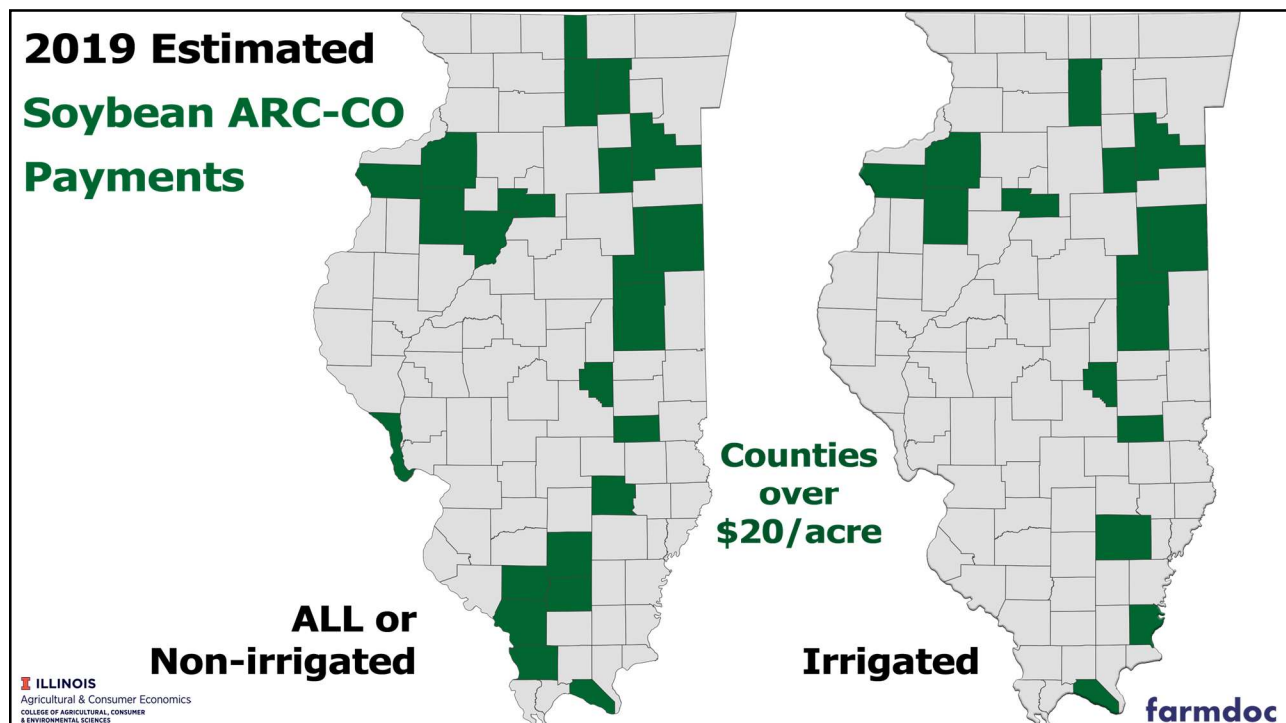 2019 Estimated
Soybean ARC-CO
Payments
Counties
over
$20/acre
ALL or
Non-irrigated
Irrigated
I ILLINOIS
Agricultural & Consumer Economics
COLLEGE OF AGRICULTURAL, CONSUMER
& ENVIRONMENTAL SCIENCES
farmdoc